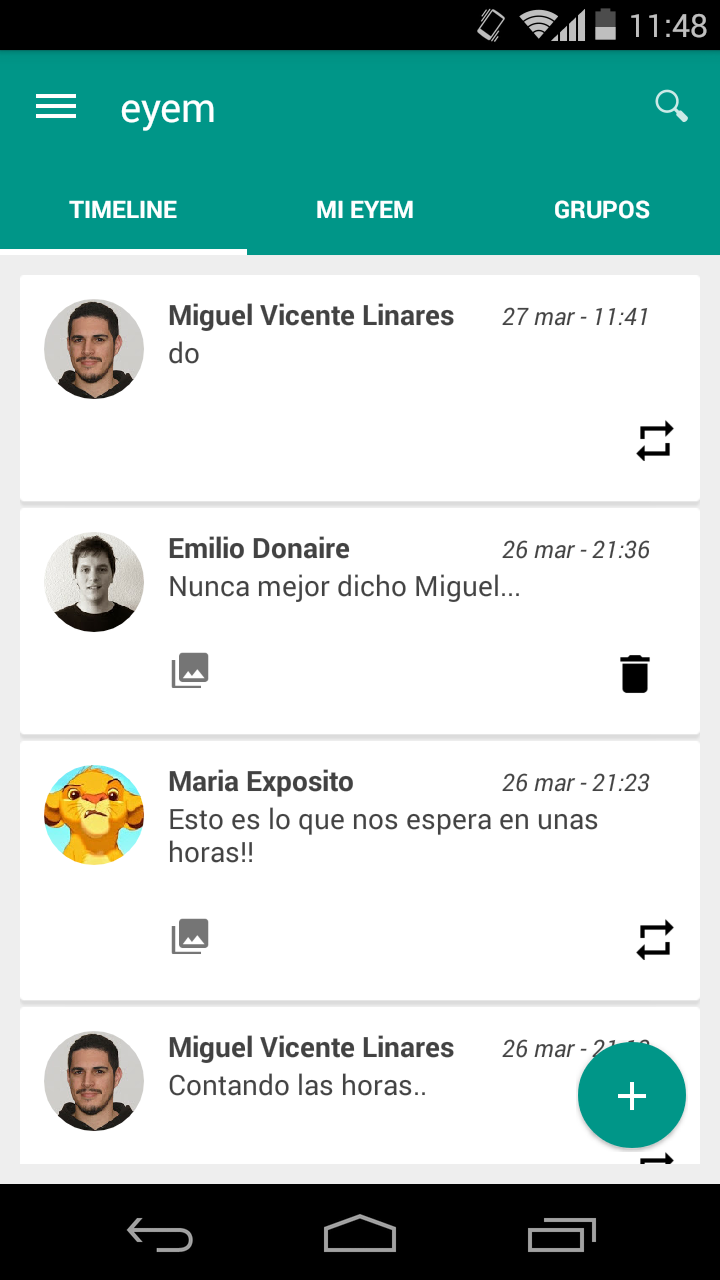 11:48
eyem
TIMELINE MI EYEM GRUPOS
Miguel Vicente Linares 27 mar - 11:41
do
Emilio Donaire 26 mar - 21:36
Nunca mejor dicho Miguel...
Maria Exposito 26 mar - 21:23
Esto es lo que nos espera en unas
horas!!
Miguel Vicente Linares 26 mar -
Contando las horas..